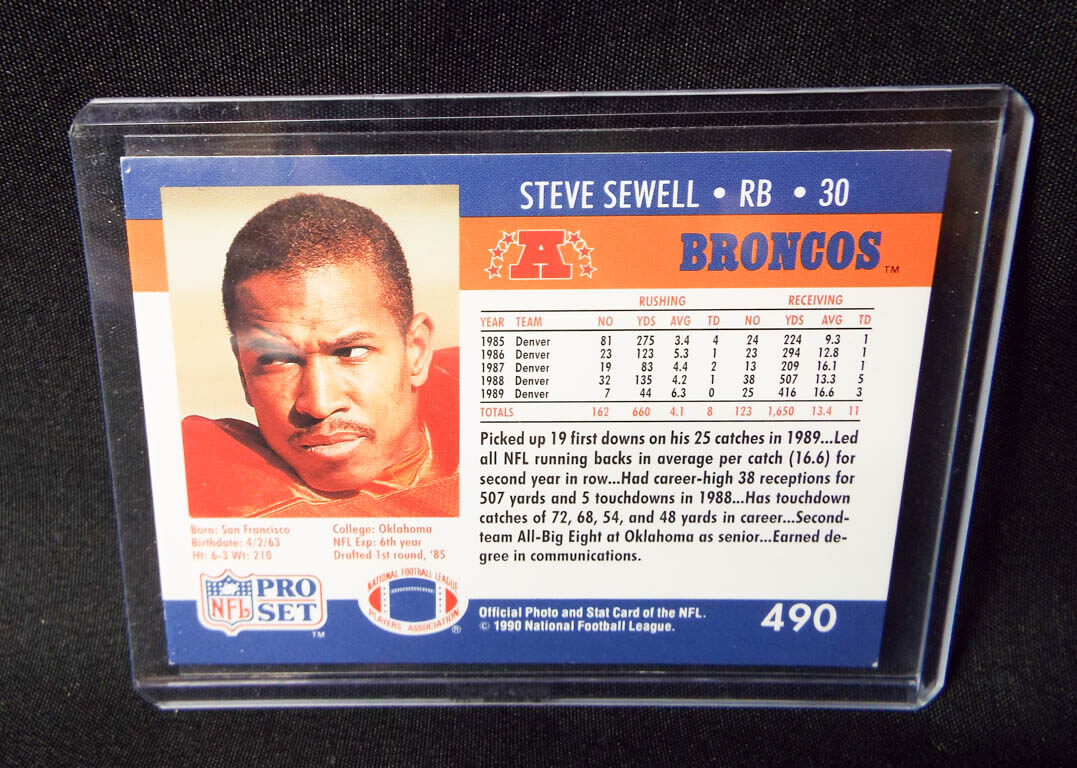 STEVE SEWELL • RB • 30
A
BRONCOS™
RUSHING RECEIVING
YEAR TEAM NO YDS AVG TD NO YDS AVG TD
1985 Denver 81 275 3.4 4 24 224 9.3 1
1986 Denver 23 123 5.3 1 23 294 12.8 1
1987 Denver 19 83 4.4 2 13 209 16.1 1
1988 Denver 32 135 4.2 1 38 507 13.3 5
1989 Denver 7 44 6.3 0 25 416 16.6 3
TOTALS 162 660 4.1 8 123 1,650 13.4 11
Picked up 19 first downs on his 25 catches in 1989...Led
all NFL running backs in average per catch (16.6) for
second year in row...Had career-high 38 receptions for
507 yards and 5 touchdowns in 1988...Has touchdown
catches of 72, 68, 54, and 48 yards in career...Second-
team All-Big Eight at Oklahoma as senior...Earned de-
gree in communications.
Born: San Francisco
Birthdate: 4/2/63
Ht: 6-3 Wt: 210
College: Oklahoma
NFL Exp: 6th year
Drafted 1st round, '85
NFL PRO SET™
NATIONAL FOOTBALL LEAGUE
PLAYERS ASSOCIATION®
Official Photo and Stat Card of the NFL.
© 1990 National Football League.
490